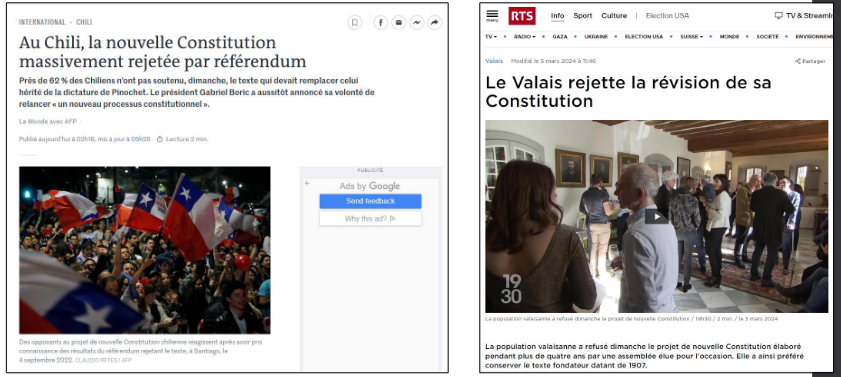 INTERNATIONAL • CHILI
Au Chili, la nouvelle Constitution
massivement rejetée par référendum
Près de 62 % des Chiliens n'ont pas soutenu, dimanche, le texte qui devait remplacer celui
hérité de la dictature de Pinochet. Le président Gabriel Boric a aussitôt annoncé sa volonté de
relancer « un nouveau processus constitutionnel ».
Le Monde avec AFP
Publié aujourd'hui à 02h18, mis à jour à 05h35 • Lecture 2 min.
PUBLICITÉ
Ads by Google
Send feedback
Why this ad?
Des opposants au projet de nouvelle Constitution chilienne réagissent après avoir pris
connaissance des résultats du référendum rejetant le texte, à Santiago, le
4 septembre 2022. CLAUDIO REYES / AFP
menu
RTS
Info Sport Culture | Election USA
TV & Streamin
TV • RADIO • GAZA • UKRAINE • ELECTION USA • SUISSE • MONDE • SOCIÉTÉ • ENVIRONNEME
Valais Modifié le 5 mars 2024 à 11:46
Partager
Le Valais rejette la révision de sa
Constitution
19
30
La population valaisanne a refusé dimanche le projet de nouvelle Constitution / 19h30 / 2 min. / le 3 mars 2024
La population valaisanne a refusé dimanche le projet de nouvelle Constitution élaboré
pendant plus de quatre ans par une assemblée élue pour l'occasion. Elle a ainsi préféré
conserver le texte fondateur datant de 1907.